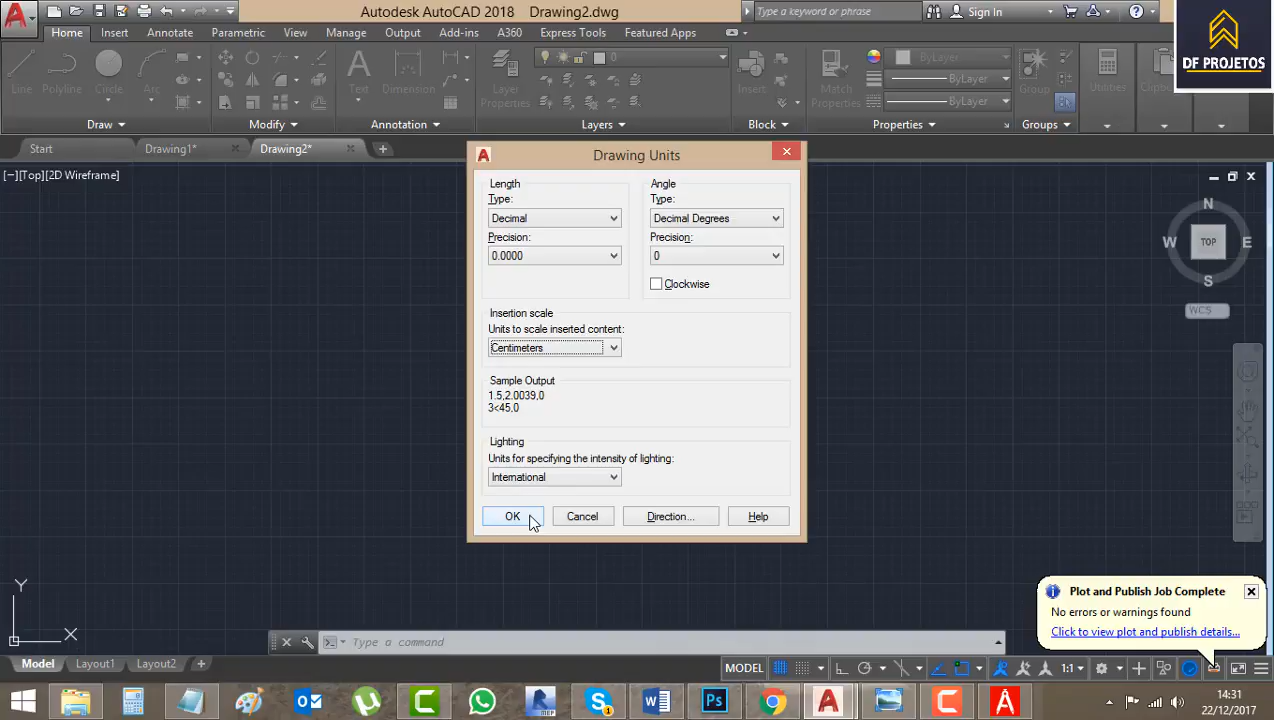 Autodesk AutoCAD 2018 Drawing2.dwg
Type a keyword or phrase
Sign In
DF PROJETOS
Home Insert Annotate Parametric View Manage Output Add-ins A360 Express Tools Featured Apps
Line
Polyline
Circle
Arc
Text
Dimension
Layer
Properties
0
Insert
Match
Properties
ByLayer
ByLayer
ByLayer
Group
Utilities
Draw
Modify
Annotation
Layers
Block
Properties
Groups
Start
Drawing1*
Drawing2*
[−][Top][2D Wireframe]
Drawing Units
Length
Type:
Decimal
Precision:
0.0000
Angle
Type:
Decimal Degrees
Precision:
0
Clockwise
Insertion scale
Units to scale inserted content:
Centimeters
Sample Output
1.5,2.0039,0
3<45,0
Lighting
Units for specifying the intensity of lighting:
International
OK
Cancel
Direction...
Help
N
W
TOP
E
S
WCS
Y
X
Plot and Publish Job Complete
No errors or warnings found
Click to view plot and publish details...
Type a command
Model
Layout1
Layout2
MODEL
1:1
14:31
22/12/2017